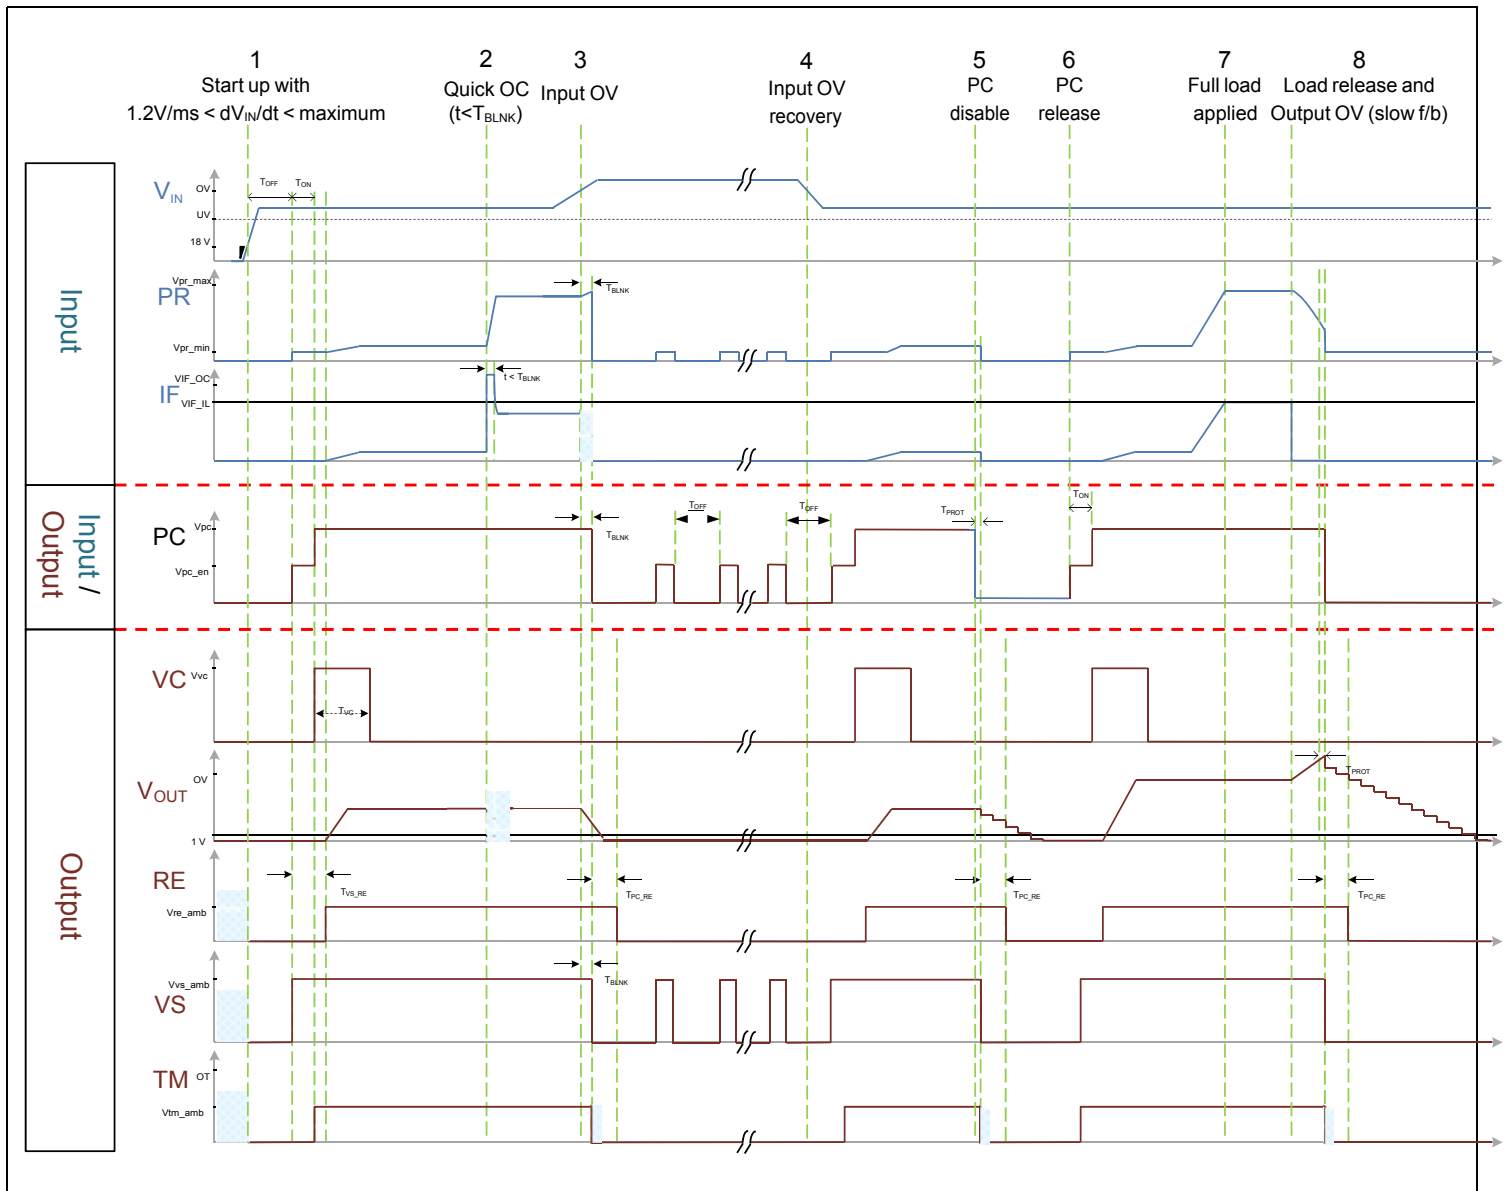 1
Start up with
1.2V/ms < dVIN/dt < maximum
2
Quick OC
(t<TBLNK)
3
Input OV
4
Input OV
recovery
5
PC
disable
6
PC
release
7
Full load
applied
8
Load release and
Output OV (slow f/b)
Input
VIN
OV
UV
18 V
TOFF
TON
PR
Vpr_max
Vpr_min
TBLNK
IF
VIF_OC
VIF_IL
t < TBLNK
Input /
Output
PC
Vpc
Vpc_en
TBLNK
TOFF
TOFF
TPROT
TON
Output
VC
Vvc
TVC
VOUT
OV
1 V
TPROT
RE
Vre_amb
TVS_RE
TPC_RE
TPC_RE
TPC_RE
VS
Vvs_amb
TBLNK
TM
OT
Vtm_amb